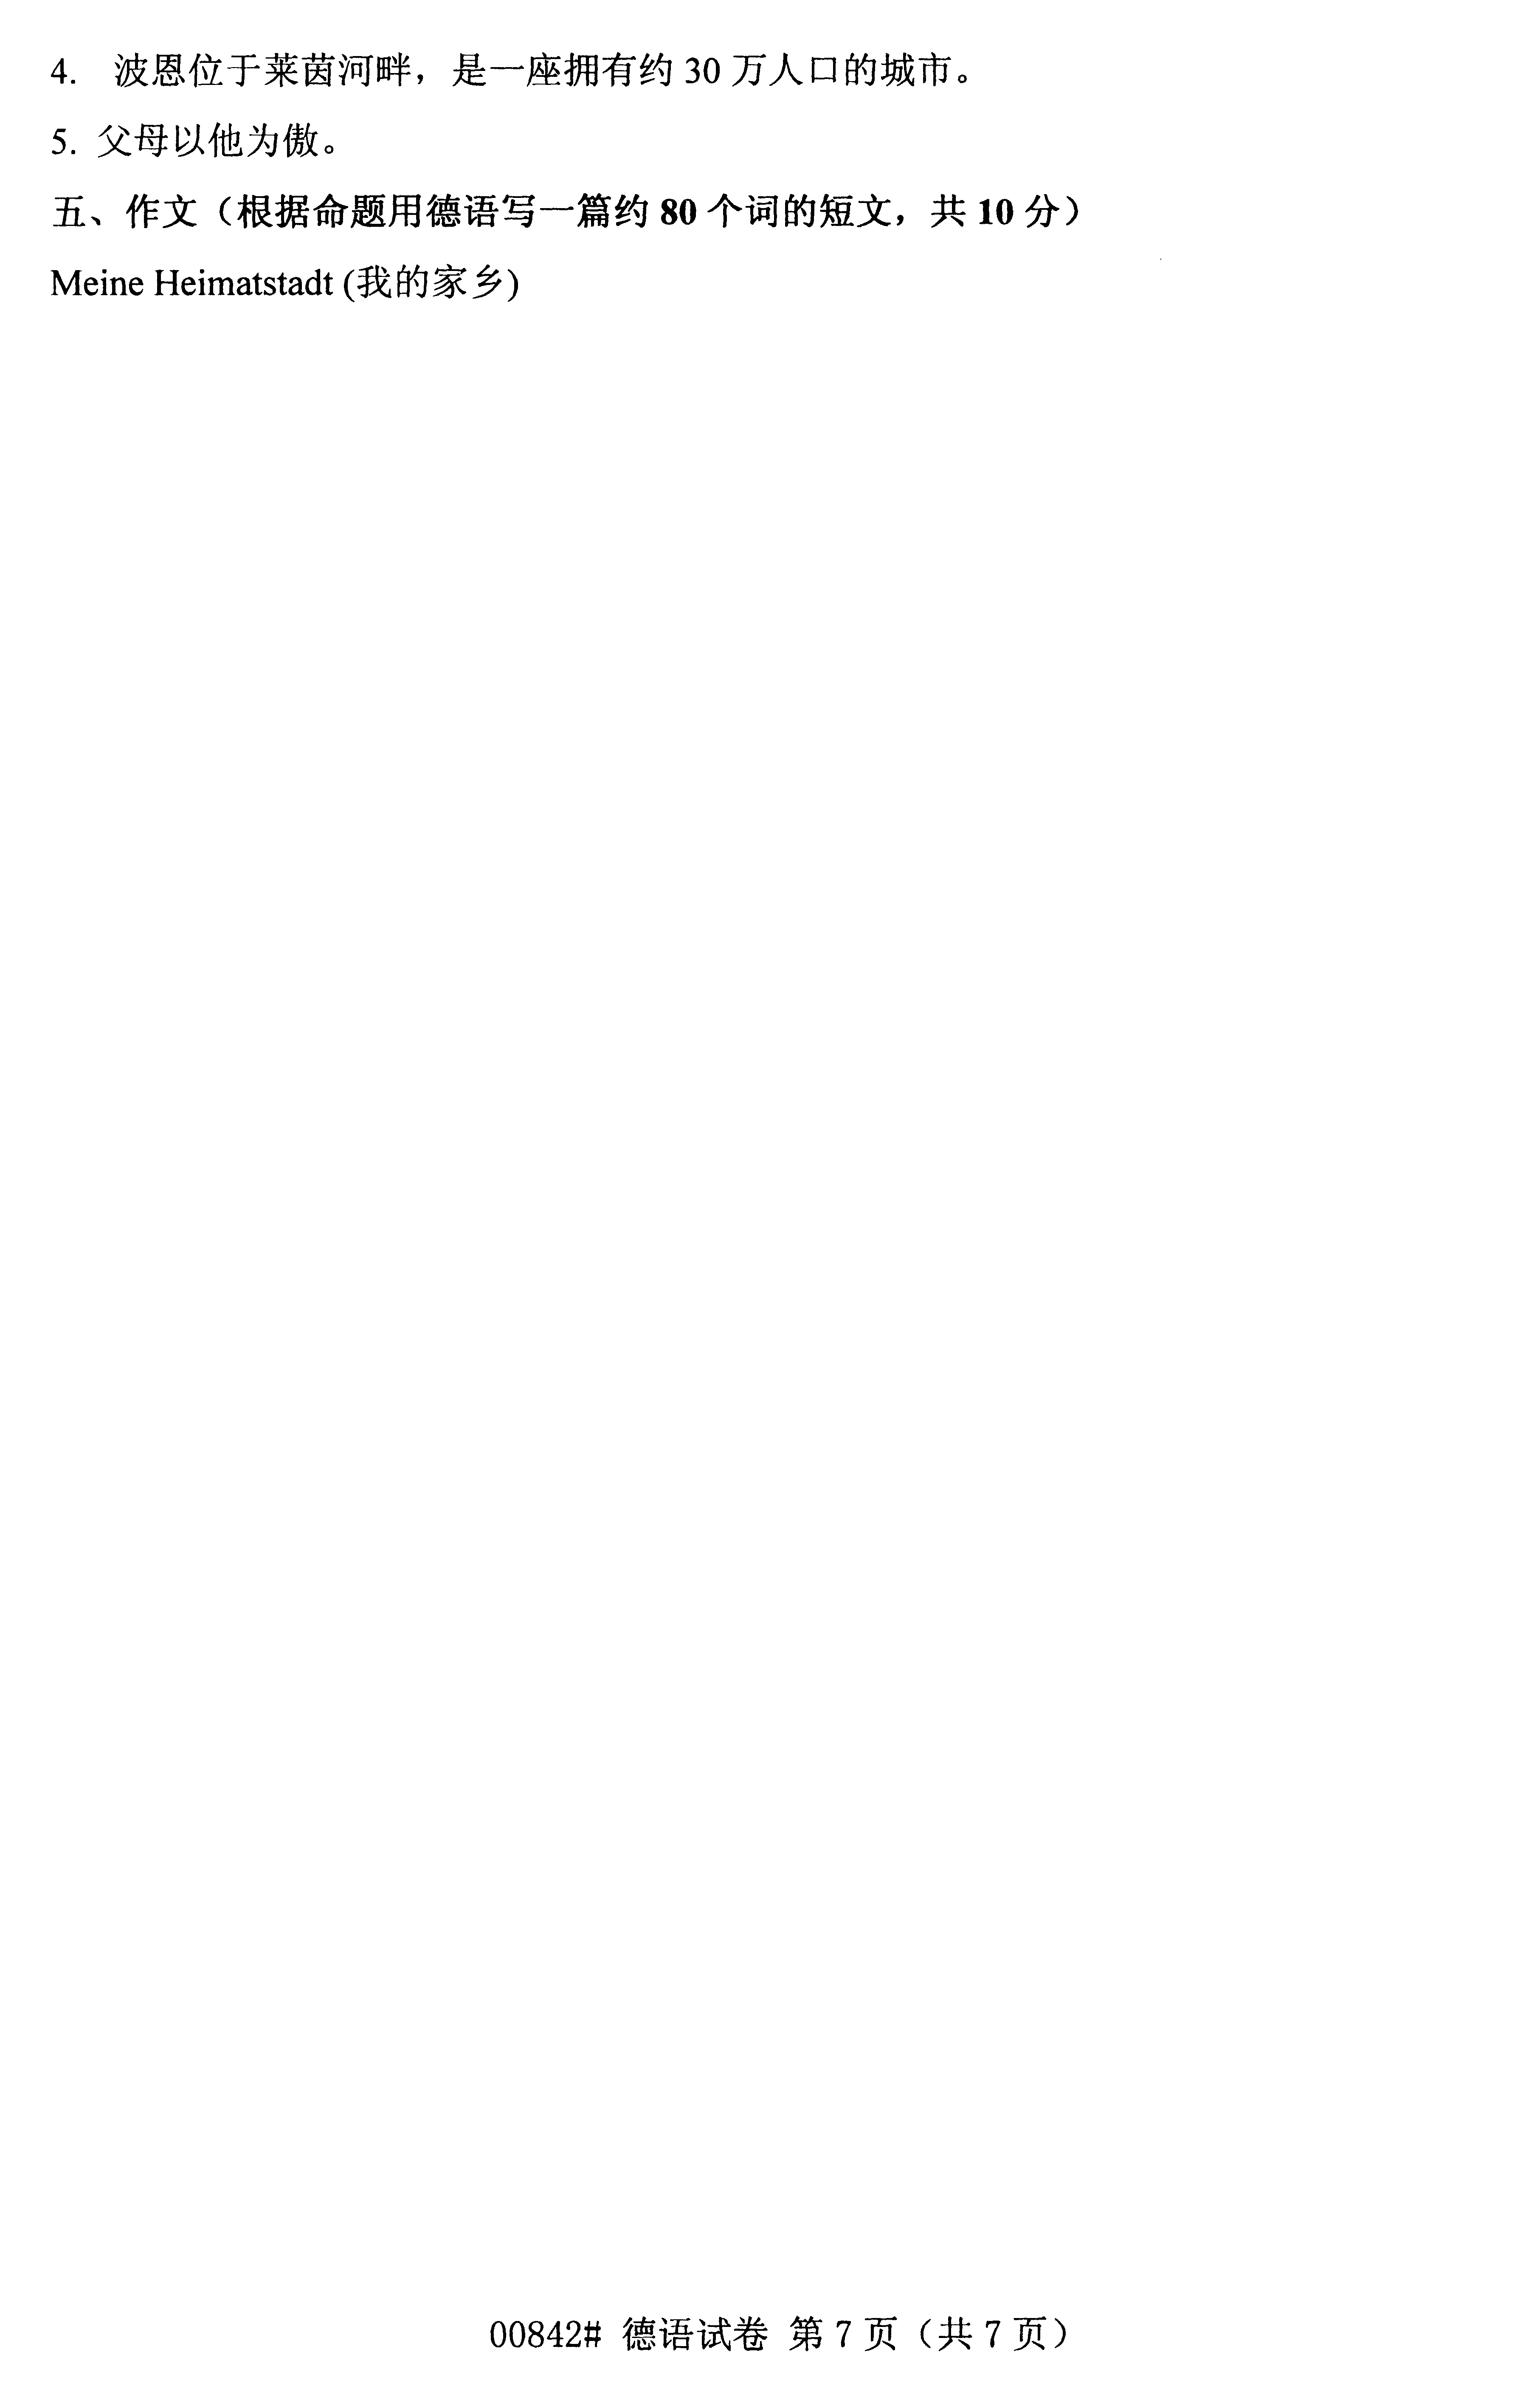 4. 波恩位于莱茵河畔，是一座拥有约 30 万人口的城市。
5. 父母以他为傲。
五、作文（根据命题用德语写一篇约 80 个词的短文，共 10 分）
Meine Heimatstadt (我的家乡)
00842# 德语试卷 第 7 页（共 7 页）